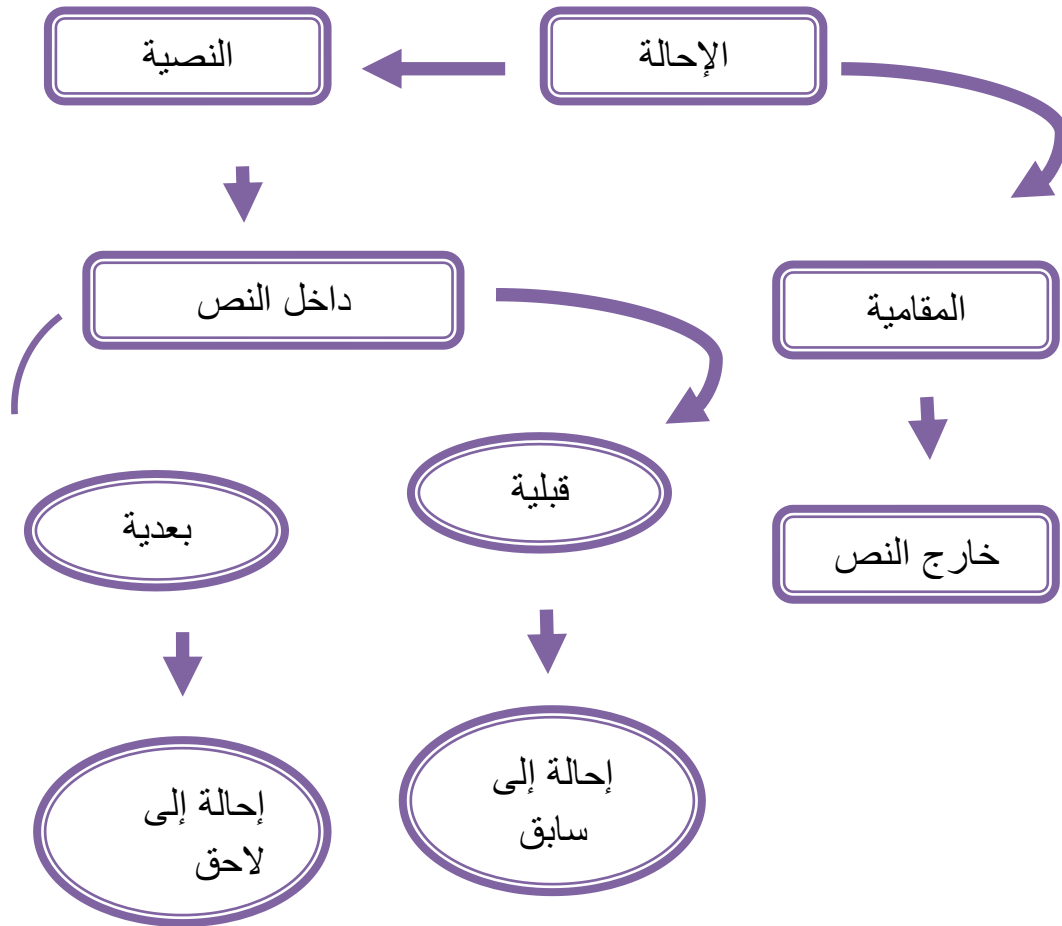 الإحالة
النصية
المقامية
داخل النص
قبلية
بعدية
خارج النص
إحالة إلى
سابق
إحالة إلى
لاحق